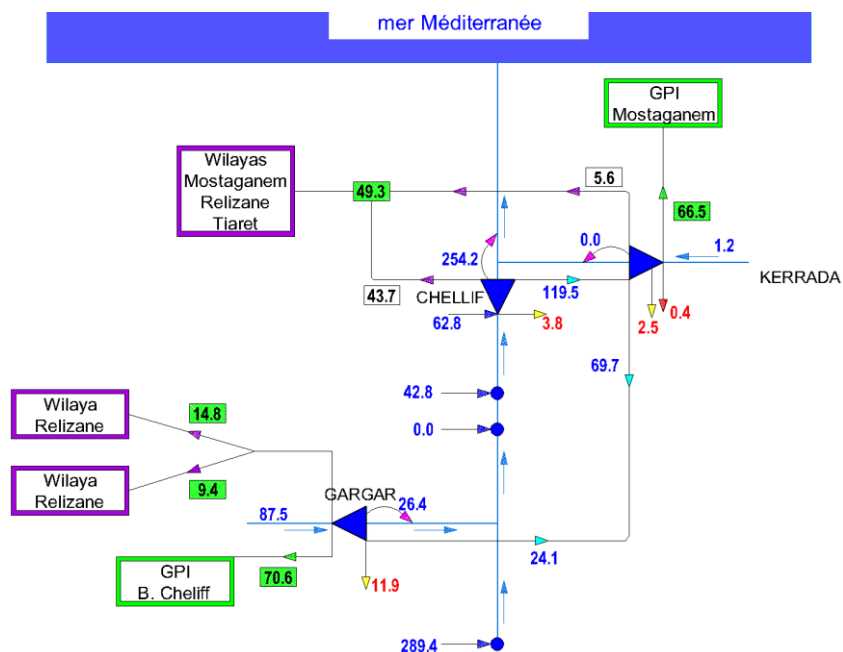 mer Méditerranée
GPI
Mostaganem
Wilayas
Mostaganem
Relizane
Tiaret
49.3
5.6
66.5
0.0
1.2
254.2
KERRADA
43.7
CHELLIF
119.5
62.8
3.8
2.5
0.4
69.7
42.8
0.0
Wilaya
Relizane
14.8
Wilaya
Relizane
9.4
GARGAR
87.5
26.4
24.1
GPI
B. Cheliff
70.6
11.9
289.4